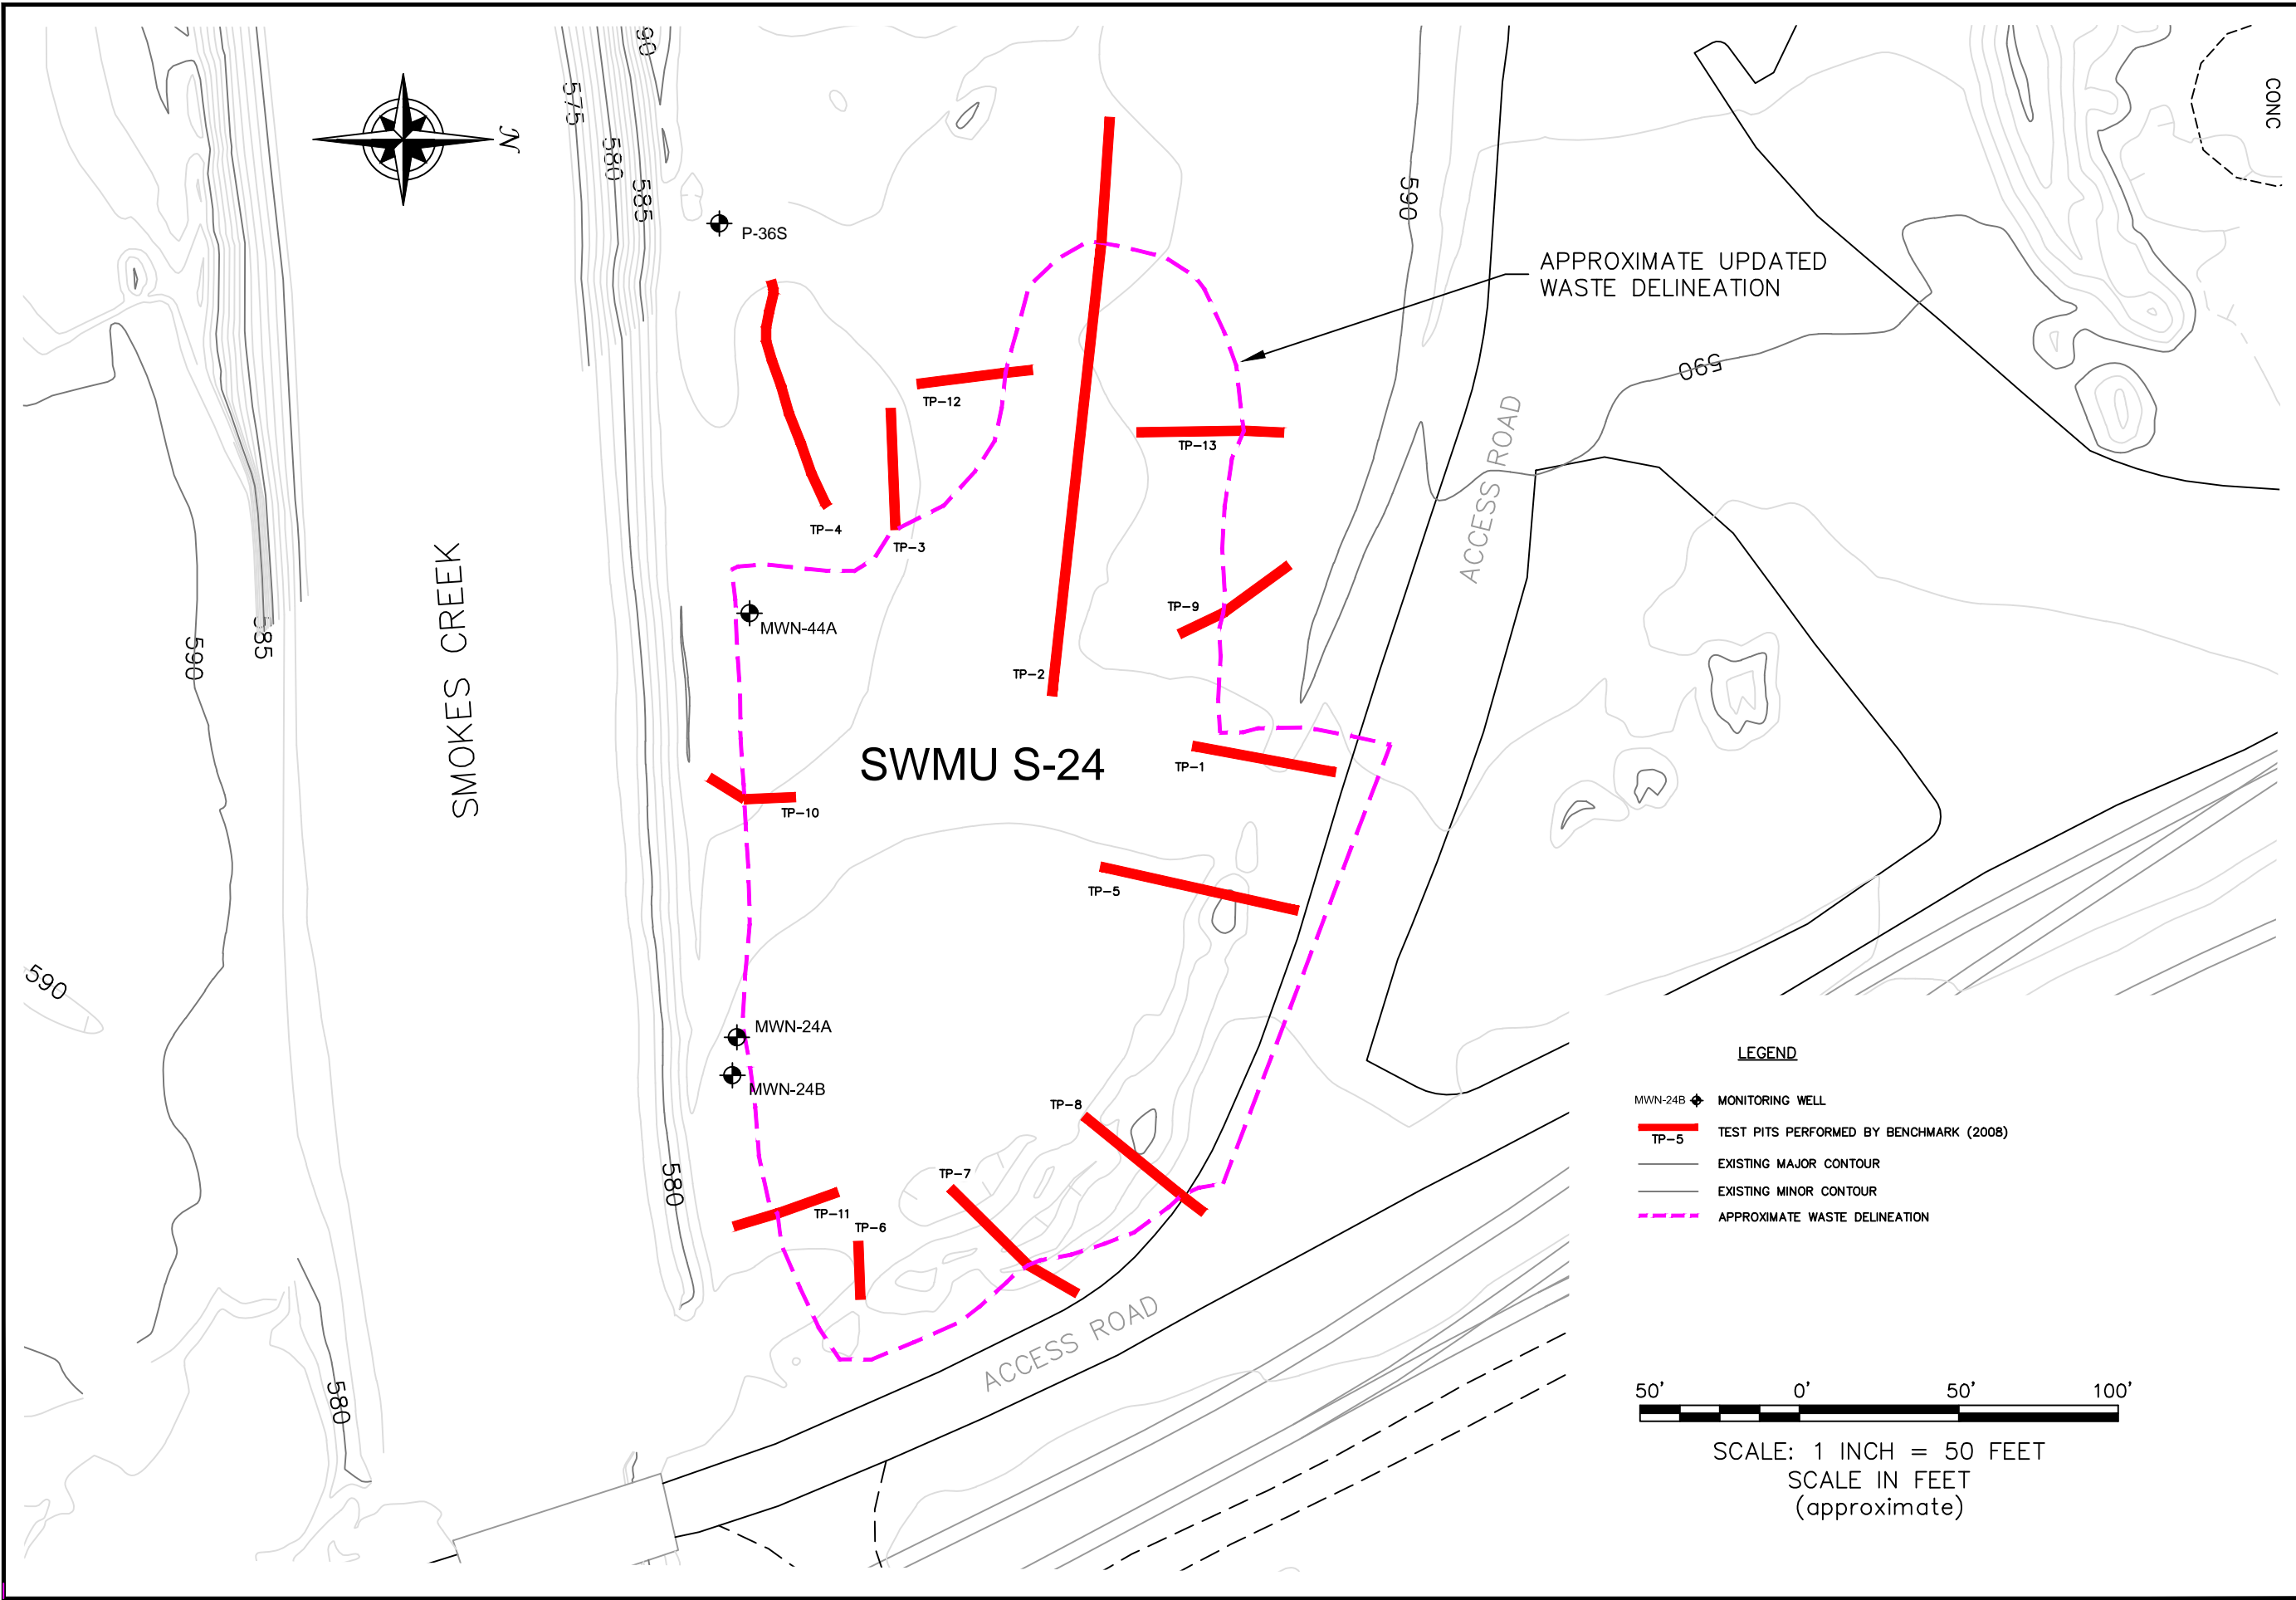 90
575
580
585
N
P-36S
590
CONC
APPROXIMATE UPDATED
WASTE DELINEATION
590
TP-12
ACCESS ROAD
TP-13
TP-4
TP-3
SMOKES CREEK
TP-9
MWN-44A
585
590
TP-2
SWMU S-24
TP-1
TP-10
TP-5
590
MWN-24A
MWN-24B
TP-8
580
TP-7
TP-11
TP-6
ACCESS ROAD
580
LEGEND
MWN-24B MONITORING WELL
TP-5 TEST PITS PERFORMED BY BENCHMARK (2008)
EXISTING MAJOR CONTOUR
EXISTING MINOR CONTOUR
APPROXIMATE WASTE DELINEATION
50' 0' 50' 100'
SCALE: 1 INCH = 50 FEET
SCALE IN FEET
(approximate)